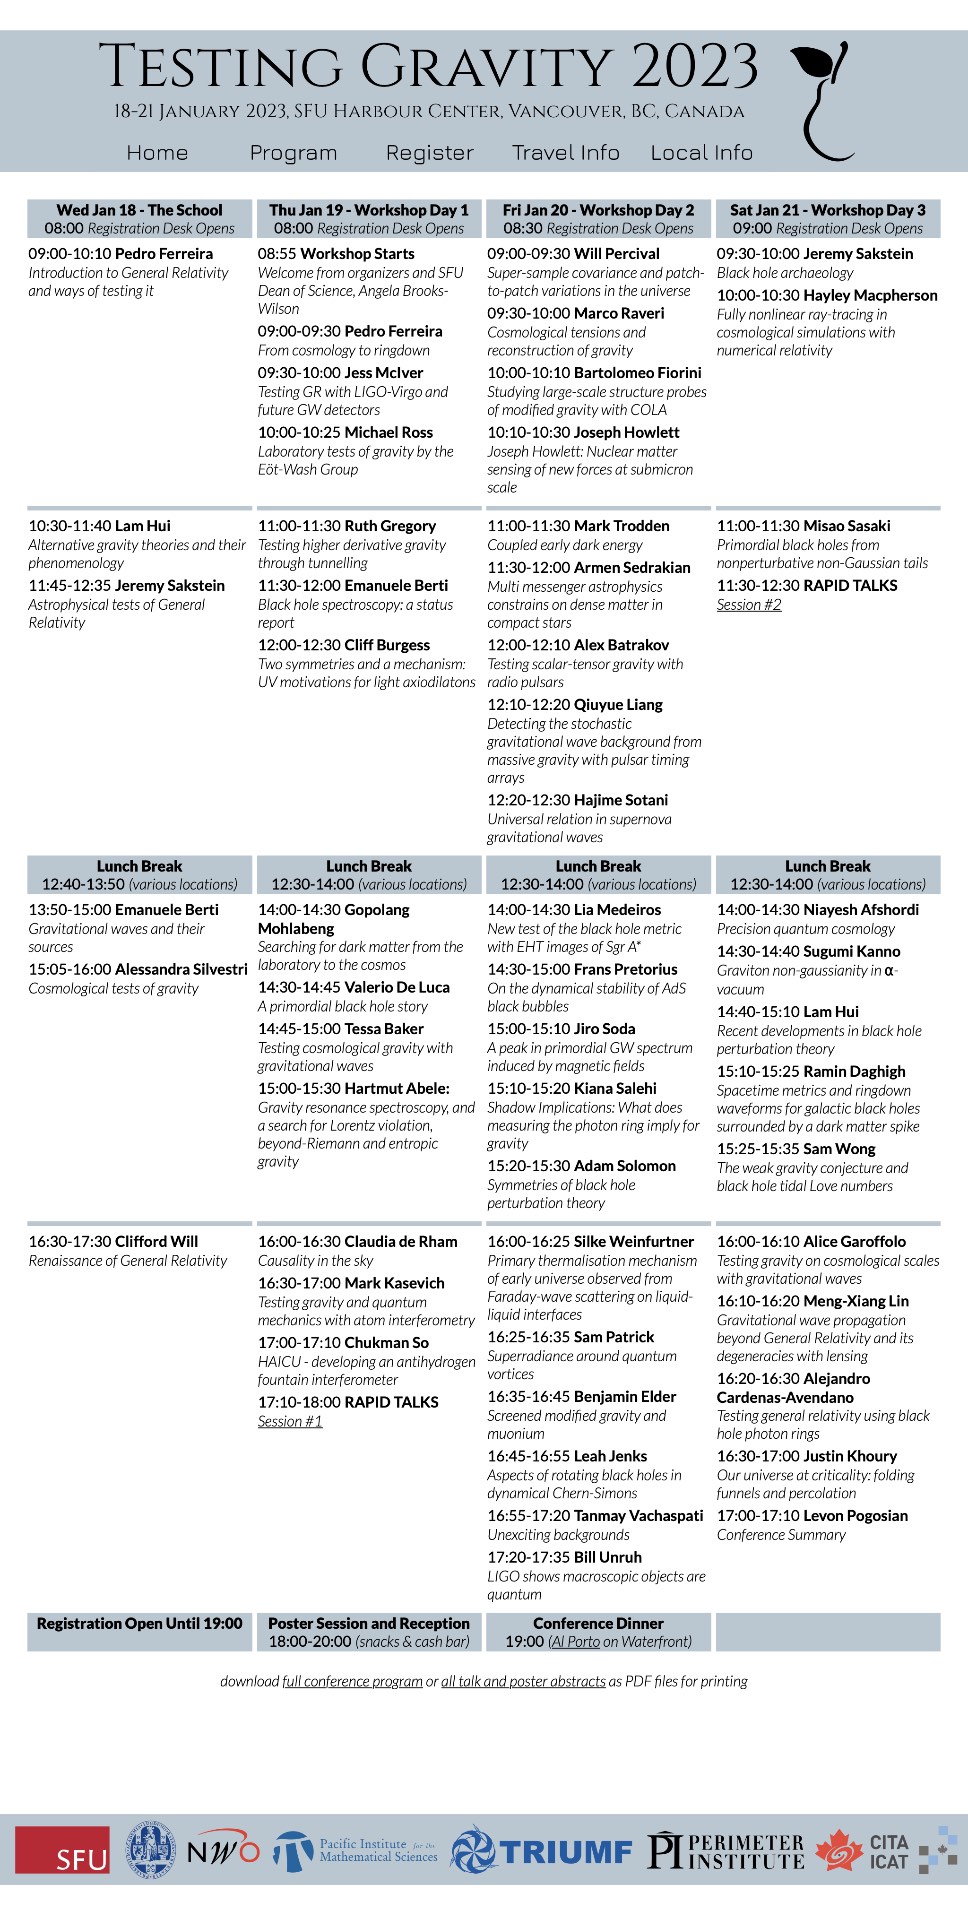 Testing Gravity 2023
18-21 January 2023, SFU Harbour Center, Vancouver, BC, Canada
Home Program Register Travel Info Local Info
Wed Jan 18 - The School
08:00 Registration Desk Opens
09:00-10:10 Pedro Ferreira
Introduction to General Relativity
and ways of testing it
Thu Jan 19 - Workshop Day 1
08:00 Registration Desk Opens
08:55 Workshop Starts
Welcome from organizers and SFU
Dean of Science, Angela Brooks-
Wilson
09:00-09:30 Pedro Ferreira
From cosmology to ringdown
09:30-10:00 Jess McIver
Testing GR with LIGO-Virgo and
future GW detectors
10:00-10:25 Michael Ross
Laboratory tests of gravity by the
Eöt-Wash Group
Fri Jan 20 - Workshop Day 2
08:30 Registration Desk Opens
09:00-09:30 Will Percival
Super-sample covariance and patch-
to-patch variations in the universe
09:30-10:00 Marco Raveri
Cosmological tensions and
reconstruction of gravity
10:00-10:10 Bartolomeo Fiorini
Studying large-scale structure probes
of modified gravity with COLA
10:10-10:30 Joseph Howlett
Joseph Howlett: Nuclear matter
sensing of new forces at submicron
scale
Sat Jan 21 - Workshop Day 3
09:00 Registration Desk Opens
09:30-10:00 Jeremy Sakstein
Black hole archaeology
10:00-10:30 Hayley Macpherson
Fully nonlinear ray-tracing in
cosmological simulations with
numerical relativity
10:30-11:40 Lam Hui
Alternative gravity theories and their
phenomenology
11:45-12:35 Jeremy Sakstein
Astrophysical tests of General
Relativity
11:00-11:30 Ruth Gregory
Testing higher derivative gravity
through tunnelling
11:30-12:00 Emanuele Berti
Black hole spectroscopy: a status
report
12:00-12:30 Cliff Burgess
Two symmetries and a mechanism:
UV motivations for light axiodilatons
11:00-11:30 Mark Trodden
Coupled early dark energy
11:30-12:00 Armen Sedrakian
Multi messenger astrophysics
constrains on dense matter in
compact stars
12:00-12:10 Alex Batrakov
Testing scalar-tensor gravity with
radio pulsars
12:10-12:20 Qiuyue Liang
Detecting the stochastic
gravitational wave background from
massive gravity with pulsar timing
arrays
12:20-12:30 Hajime Sotani
Universal relation in supernova
gravitational waves
11:00-11:30 Misao Sasaki
Primordial black holes from
nonperturbative non-Gaussian tails
11:30-12:30 RAPID TALKS
Session #2
Lunch Break
12:40-13:50 (various locations)
Lunch Break
12:30-14:00 (various locations)
Lunch Break
12:30-14:00 (various locations)
Lunch Break
12:30-14:00 (various locations)
13:50-15:00 Emanuele Berti
Gravitational waves and their
sources
15:05-16:00 Alessandra Silvestri
Cosmological tests of gravity
14:00-14:30 Gopolang
Mohlabeng
Searching for dark matter from the
laboratory to the cosmos
14:30-14:45 Valerio De Luca
A primordial black hole story
14:45-15:00 Tessa Baker
Testing cosmological gravity with
gravitational waves
15:00-15:30 Hartmut Abele:
Gravity resonance spectroscopy, and
a search for Lorentz violation,
beyond-Riemann and entropic
gravity
14:00-14:30 Lia Medeiros
New test of the black hole metric
with EHT images of Sgr A*
14:30-15:00 Frans Pretorius
On the dynamical stability of AdS
black bubbles
15:00-15:10 Jiro Soda
A peak in primordial GW spectrum
induced by magnetic fields
15:10-15:20 Kiana Salehi
Shadow Implications: What does
measuring the photon ring imply for
gravity
15:20-15:30 Adam Solomon
Symmetries of black hole
perturbation theory
14:00-14:30 Niayesh Afshordi
Precision quantum cosmology
14:30-14:40 Sugumi Kanno
Graviton non-gaussianity in α-
vacuum
14:40-15:10 Lam Hui
Recent developments in black hole
perturbation theory
15:10-15:25 Ramin Daghigh
Spacetime metrics and ringdown
waveforms for galactic black holes
surrounded by a dark matter spike
15:25-15:35 Sam Wong
The weak gravity conjecture and
black hole tidal Love numbers
16:30-17:30 Clifford Will
Renaissance of General Relativity
16:00-16:30 Claudia de Rham
Causality in the sky
16:30-17:00 Mark Kasevich
Testing gravity and quantum
mechanics with atom interferometry
17:00-17:10 Chukman So
HAICU - developing an antihydrogen
fountain interferometer
17:10-18:00 RAPID TALKS
Session #1
16:00-16:25 Silke Weinfurtner
Primary thermalisation mechanism
of early universe observed from
Faraday-wave scattering on liquid-
liquid interfaces
16:25-16:35 Sam Patrick
Superradiance around quantum
vortices
16:35-16:45 Benjamin Elder
Screened modified gravity and
muonium
16:45-16:55 Leah Jenks
Aspects of rotating black holes in
dynamical Chern-Simons
16:55-17:20 Tanmay Vachaspati
Unexciting backgrounds
17:20-17:35 Bill Unruh
LIGO shows macroscopic objects are
quantum
16:00-16:10 Alice Garoffolo
Testing gravity on cosmological scales
with gravitational waves
16:10-16:20 Meng-Xiang Lin
Gravitational wave propagation
beyond General Relativity and its
degeneracies with lensing
16:20-16:30 Alejandro
Cardenas-Avendano
Testing general relativity using black
hole photon rings
16:30-17:00 Justin Khoury
Our universe at criticality: folding
funnels and percolation
17:00-17:10 Levon Pogosian
Conference Summary
Registration Open Until 19:00
Poster Session and Reception
18:00-20:00 (snacks & cash bar)
Conference Dinner
19:00 (Al Porto on Waterfront)
download full conference program or all talk and poster abstracts as PDF files for printing
SFU
NWO
Pacific Institute for the
Mathematical Sciences
TRIUMF
PI PERIMETER
INSTITUTE
CITA
ICAT